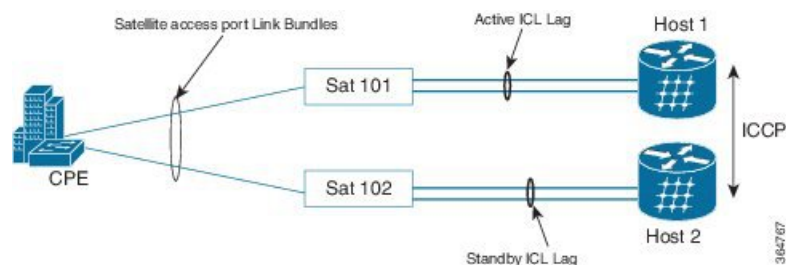 Satellite access port Link Bundles
Active ICL Lag
Host 1
Sat 101
ICCP
CPE
Sat 102
Host 2
Standby ICL Lag
364767